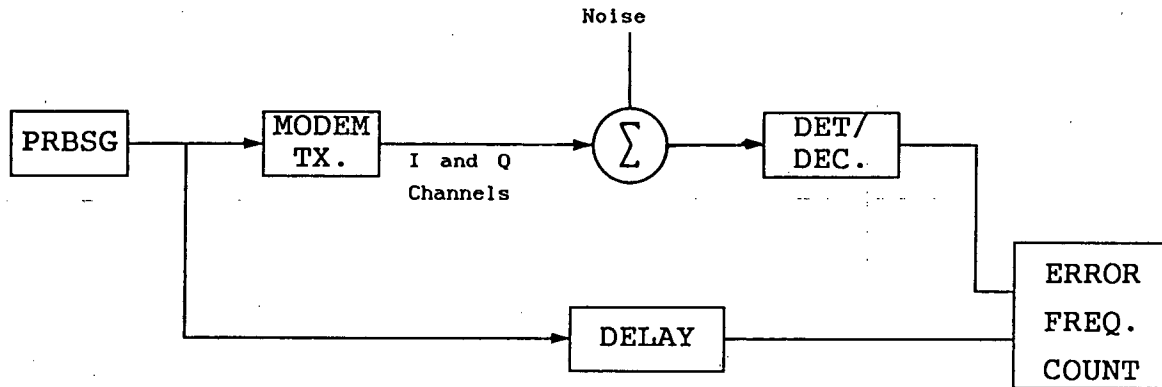 Noise
PRBSG
MODEM
TX.
I and Q
Channels
Σ
DET/
DEC.
DELAY
ERROR
FREQ.
COUNT